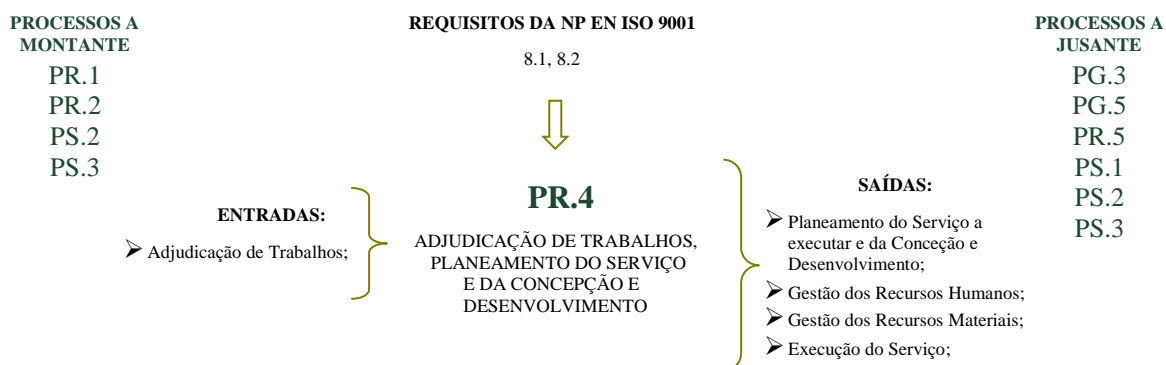 PROCESSOS A
MONTANTE
PR.1
PR.2
PS.2
PS.3
REQUISITOS DA NP EN ISO 9001
8.1, 8.2
PROCESSOS A
JUSANTE
PG.3
PG.5
PR.5
PS.1
PS.2
PS.3
ENTRADAS:
Adjudicação de Trabalhos;
PR.4
ADJUDICAÇÃO DE TRABALHOS,
PLANEAMENTO DO SERVIÇO
E DA CONCEPÇÃO E
DESENVOLVIMENTO
SAÍDAS:
Planeamento do Serviço a
executar e da Conceção e
Desenvolvimento;
Gestão dos Recursos Humanos;
Gestão dos Recursos Materiais;
Execução do Serviço;